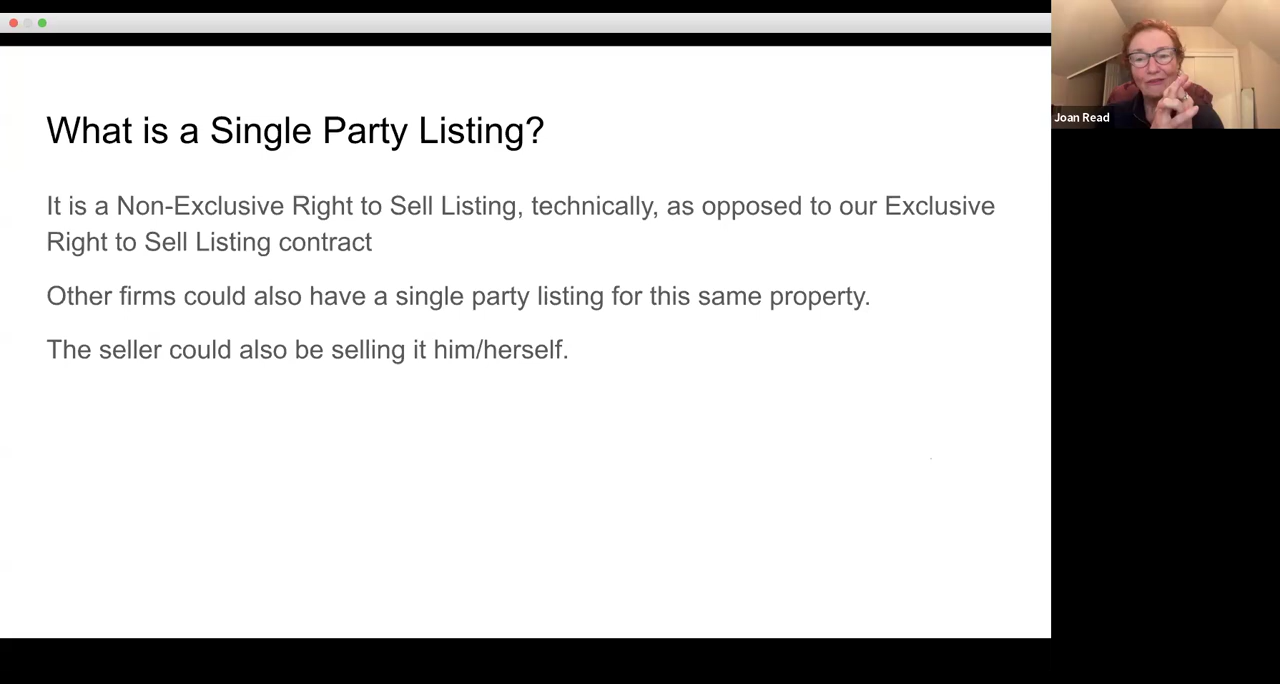 What is a Single Party Listing?
It is a Non-Exclusive Right to Sell Listing, technically, as opposed to our Exclusive
Right to Sell Listing contract
Other firms could also have a single party listing for this same property.
The seller could also be selling it him/herself.
Joan Read